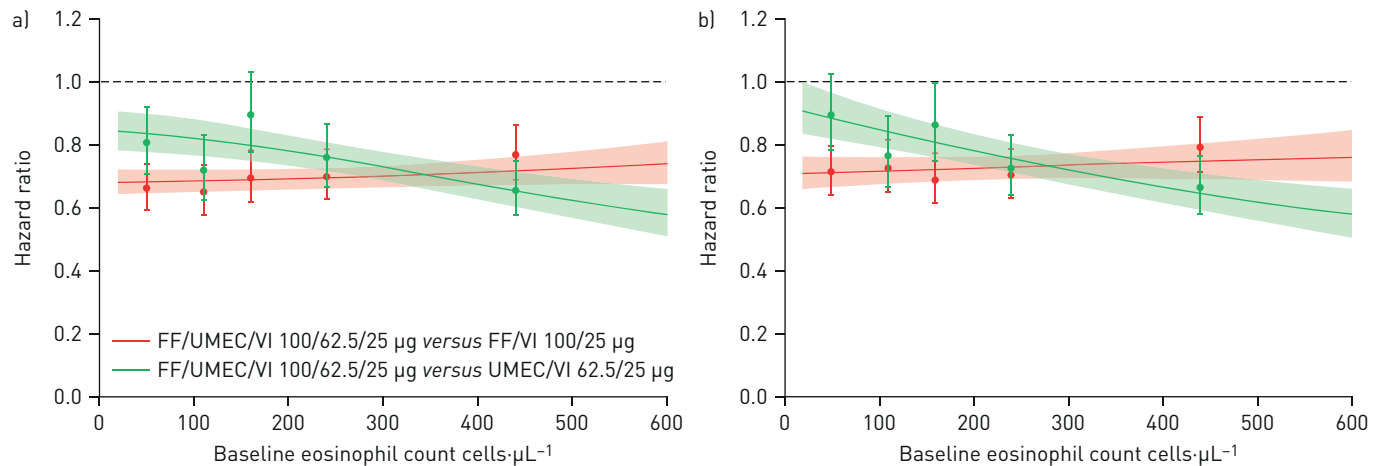 a)
1.2
1.0
0.8
0.6
0.4
0.2
0.0
Hazard ratio
FF/UMEC/VI 100/62.5/25 μg versus FF/VI 100/25 μg
FF/UMEC/VI 100/62.5/25 μg versus UMEC/VI 62.5/25 μg
0 100 200 300 400 500 600
Baseline eosinophil count cells·μL⁻¹
b)
1.2
1.0
0.8
0.6
0.4
0.2
0.0
Hazard ratio
0 100 200 300 400 500 600
Baseline eosinophil count cells·μL⁻¹